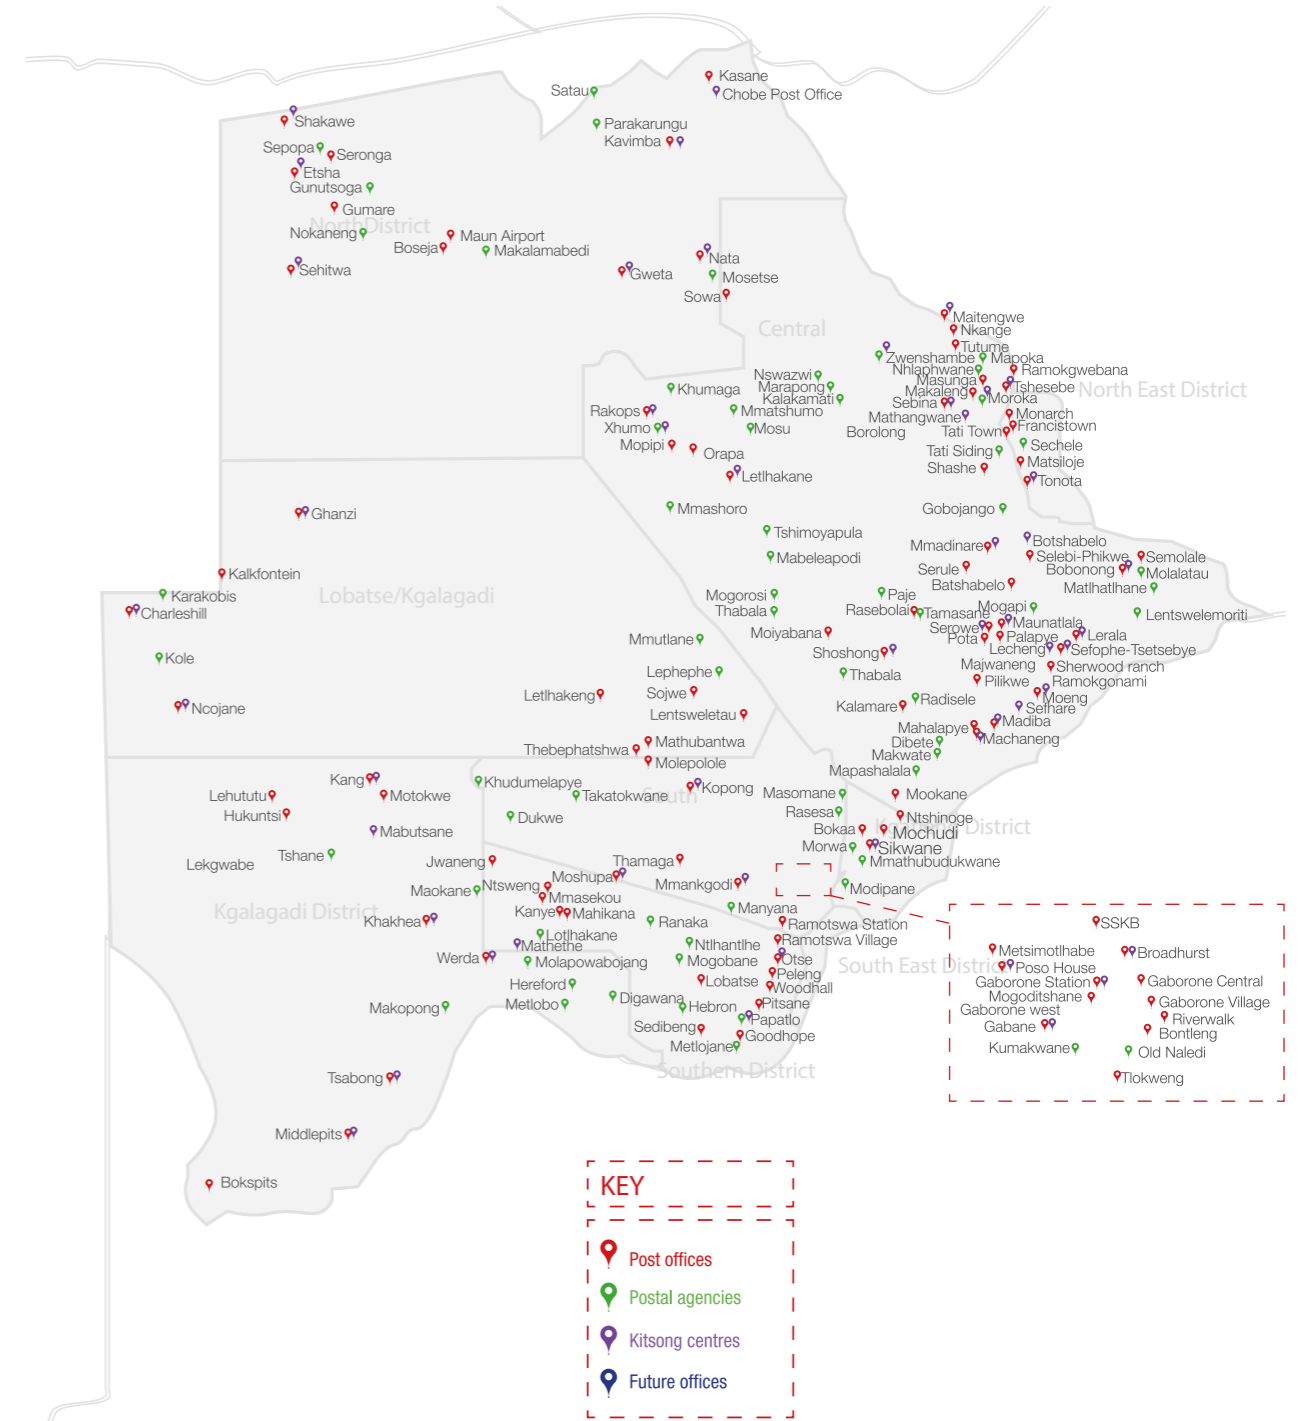 Kasane
Satau
Chobe Post Office
Shakawe
Parakarungu
Kavimba
Sepopa
Seronga
Etsha
Gunutsoga
Gumare
NorthDistrict
Nokaneng
Maun Airport
Boseja
Makalamabedi
Sehitwa
Nata
Gweta
Mosetse
Sowa
Central
Maitengwe
Nkange
Tutume
Zwenshambe
Mapoka
Nhlaphwane
Ramokgwebana
Masunga
Tshesebe
Makaleng
Moroka
North East District
Nswazwi
Marapong
Kalakamati
Khumaga
Sebina
Mathangwane
Monarch
Rakops
Mmatshumo
Francistown
Xhumo
Mosu
Borolong
Tati Town
Mopipi
Orapa
Tati Siding
Sechele
Shashe
Matsiloje
Letlhakane
Tonota
Ghanzi
Mmashoro
Gobojango
Tshimoyapula
Mabeleapodi
Mmadinare
Botshabelo
Selebi-Phikwe
Semolale
Serule
Bobonong
Molalatau
Batshabelo
Matlhatlhane
Kalkfontein
Lobatse/Kgalagadi
Karakobis
Charleshill
Mogorosi
Thabala
Paje
Rasebolai
Tamasane
Mogapi
Lentswelemoriti
Moiyabana
Serowe
Maunatlala
Pota
Palapye
Lerala
Mmutlane
Shoshong
Lecheng
Sefophe-Tsetsebye
Kole
Majwaneng
Sherwood ranch
Lephephe
Thabala
Pilikwe
Ramokgonami
Letlhakeng
Sojwe
Radisele
Moeng
Ncojane
Kalamare
Sefhare
Lentsweletau
Mahalapye
Madiba
Machaneng
Mathubantwa
Dibete
Thebephatshwa
Makwate
Molepolole
Mapashalala
Kang
Khudumelapye
Kopong
Lehututu
Motokwe
Takatokwane
South
Masomane
Mookane
Hukuntsi
Dukwe
Rasesa
Ntshinoge
Mabutsane
Bokaa
Mochudi
Tshane
Morwa
Sikwane
Lekgwabe
Jwaneng
Thamaga
Mmathubudukwane
Moshupa
Maokane
Ntsweng
Mmankgodi
Modipane
Mmasekou
Kgalagadi District
Kanye
Mahikana
Manyana
Khakhea
Ranaka
Ramotswa Station
Lotlhakane
Ramotswa Village
Mathethe
Nthantlhe
Werda
Molapowabojang
Mogobane
Otse
South East District
Peleng
Lobatse
Woodhall
Hereford
Digawana
Metlobo
Hebron
Pitsane
Makopong
Papatlo
Sedibeng
Goodhope
Metlojane
Southern District
Tsabong
Middlepits
Bokspits
SSKB
Metsimotlhabe
Broadhurst
Poso House
Gaborone Station
Gaborone Central
Mogoditshane
Gaborone Village
Gaborone west
Riverwalk
Gabane
Bontleng
Kumakwane
Old Naledi
Tlokweng
KEY
Post offices
Postal agencies
Kitsong centres
Future offices